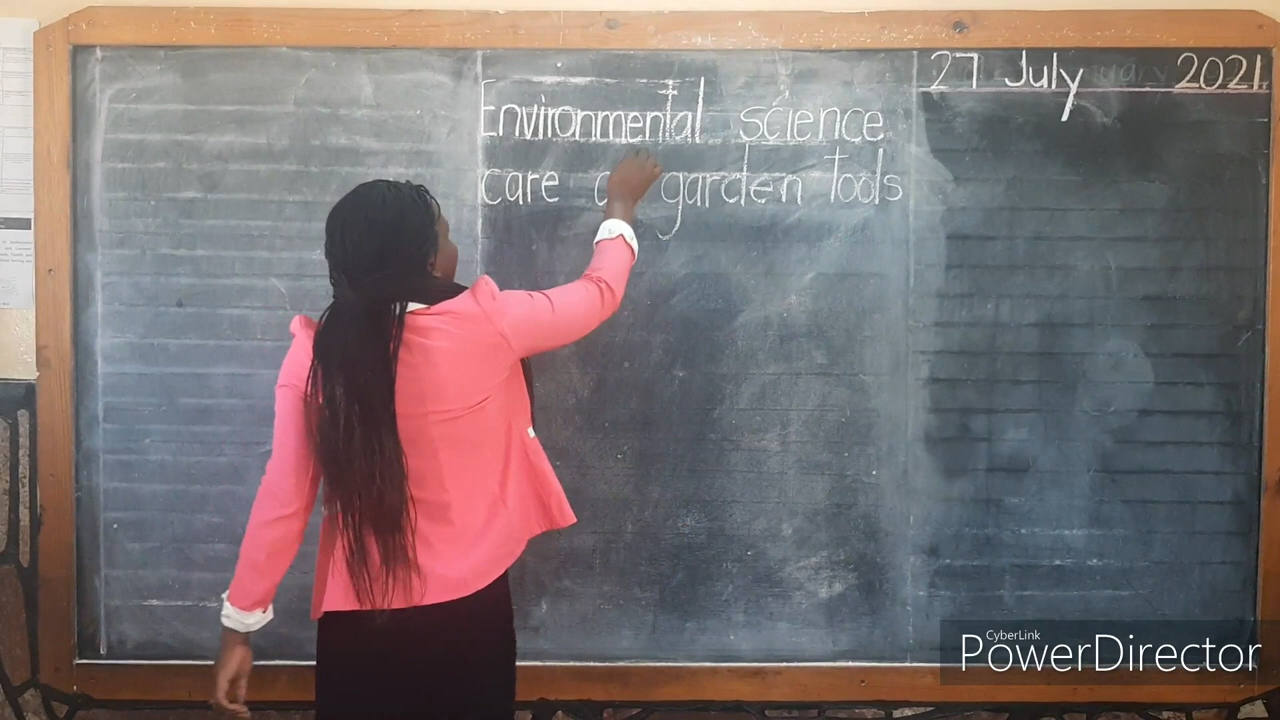 27 July 2021
Environmental science
care garden tools
CyberLink
PowerDirector